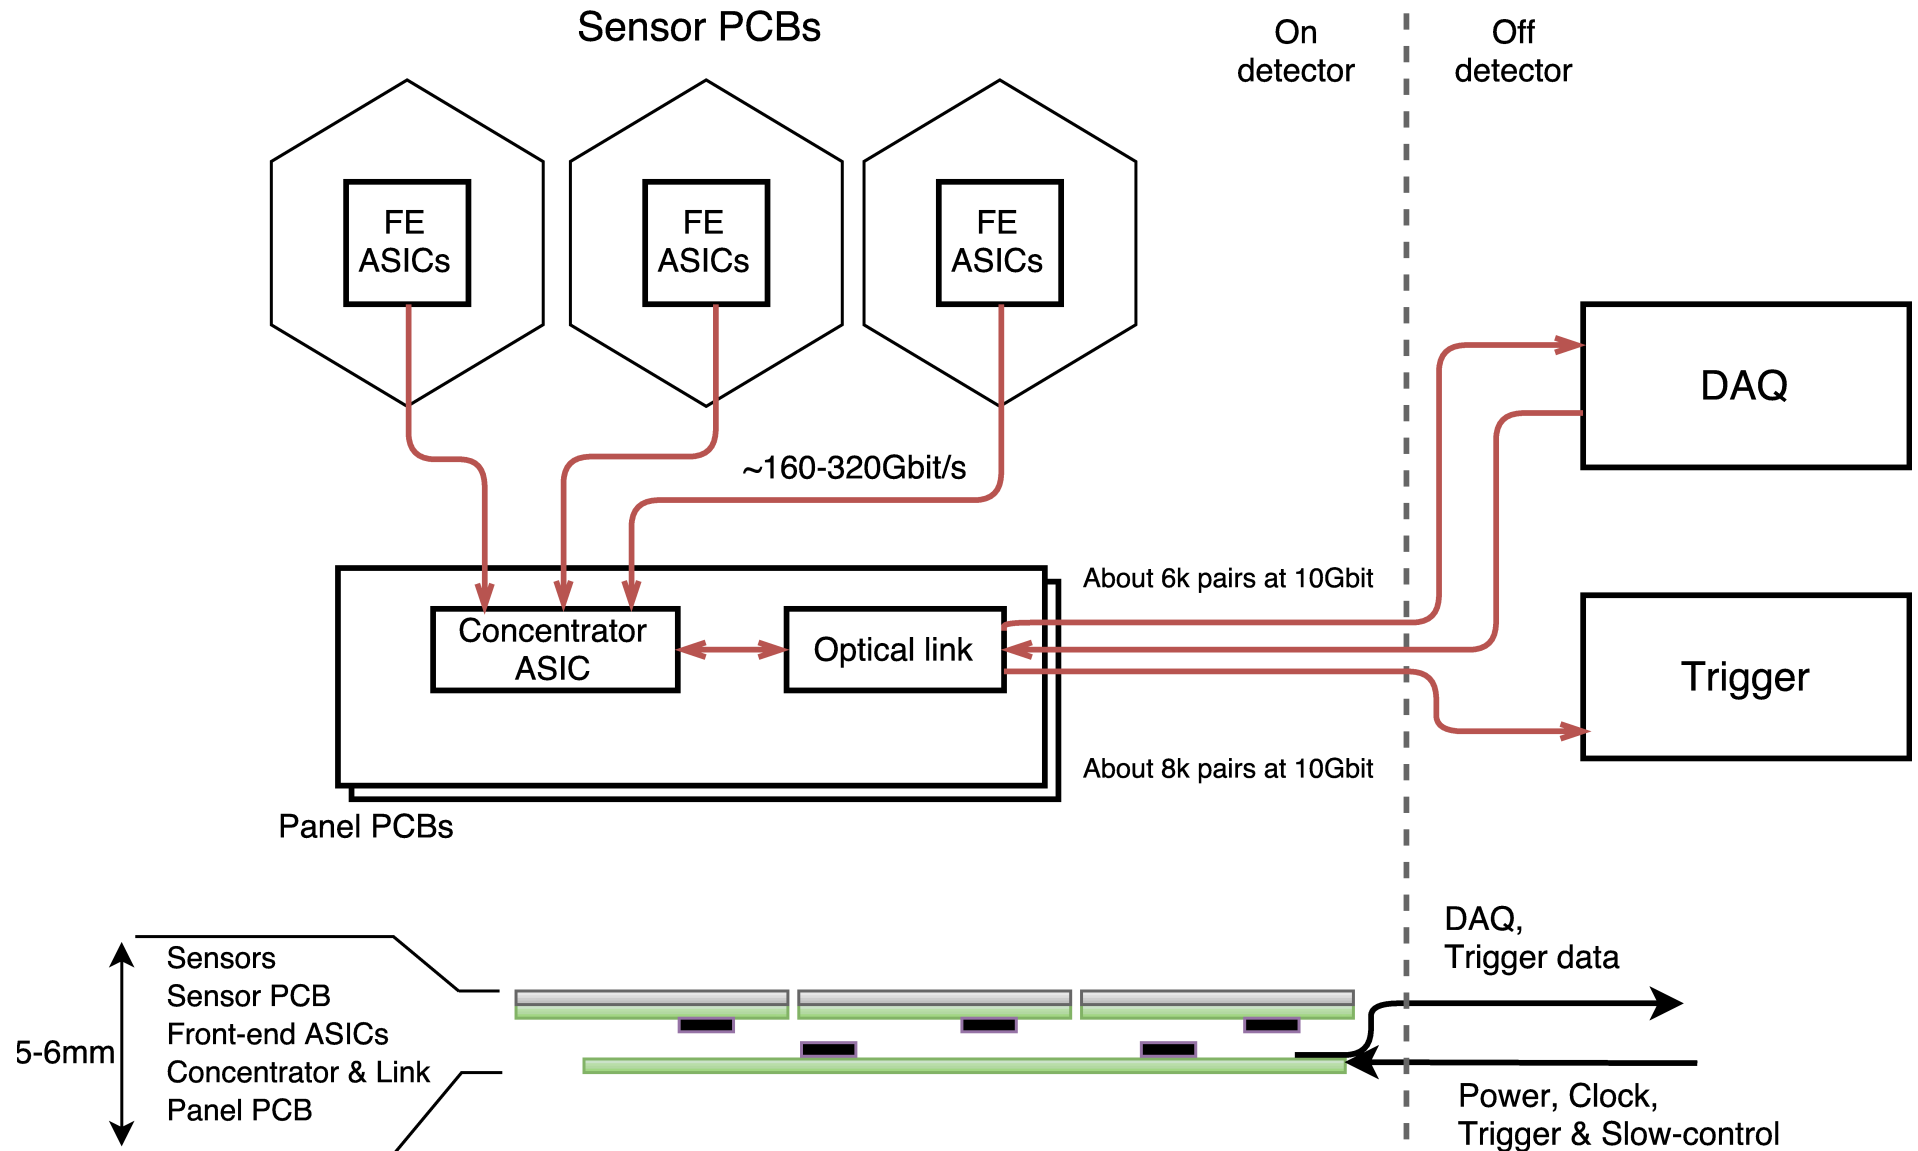 Sensor PCBs
On
detector
Off
detector
FE
ASICs
FE
ASICs
FE
ASICs
~160-320Gbit/s
DAQ
About 6k pairs at 10Gbit
Concentrator
ASIC
Optical link
Trigger
About 8k pairs at 10Gbit
Panel PCBs
DAQ,
Trigger data
Sensors
Sensor PCB
Front-end ASICs
Concentrator & Link
Panel PCB
5-6mm
Power, Clock,
Trigger & Slow-control